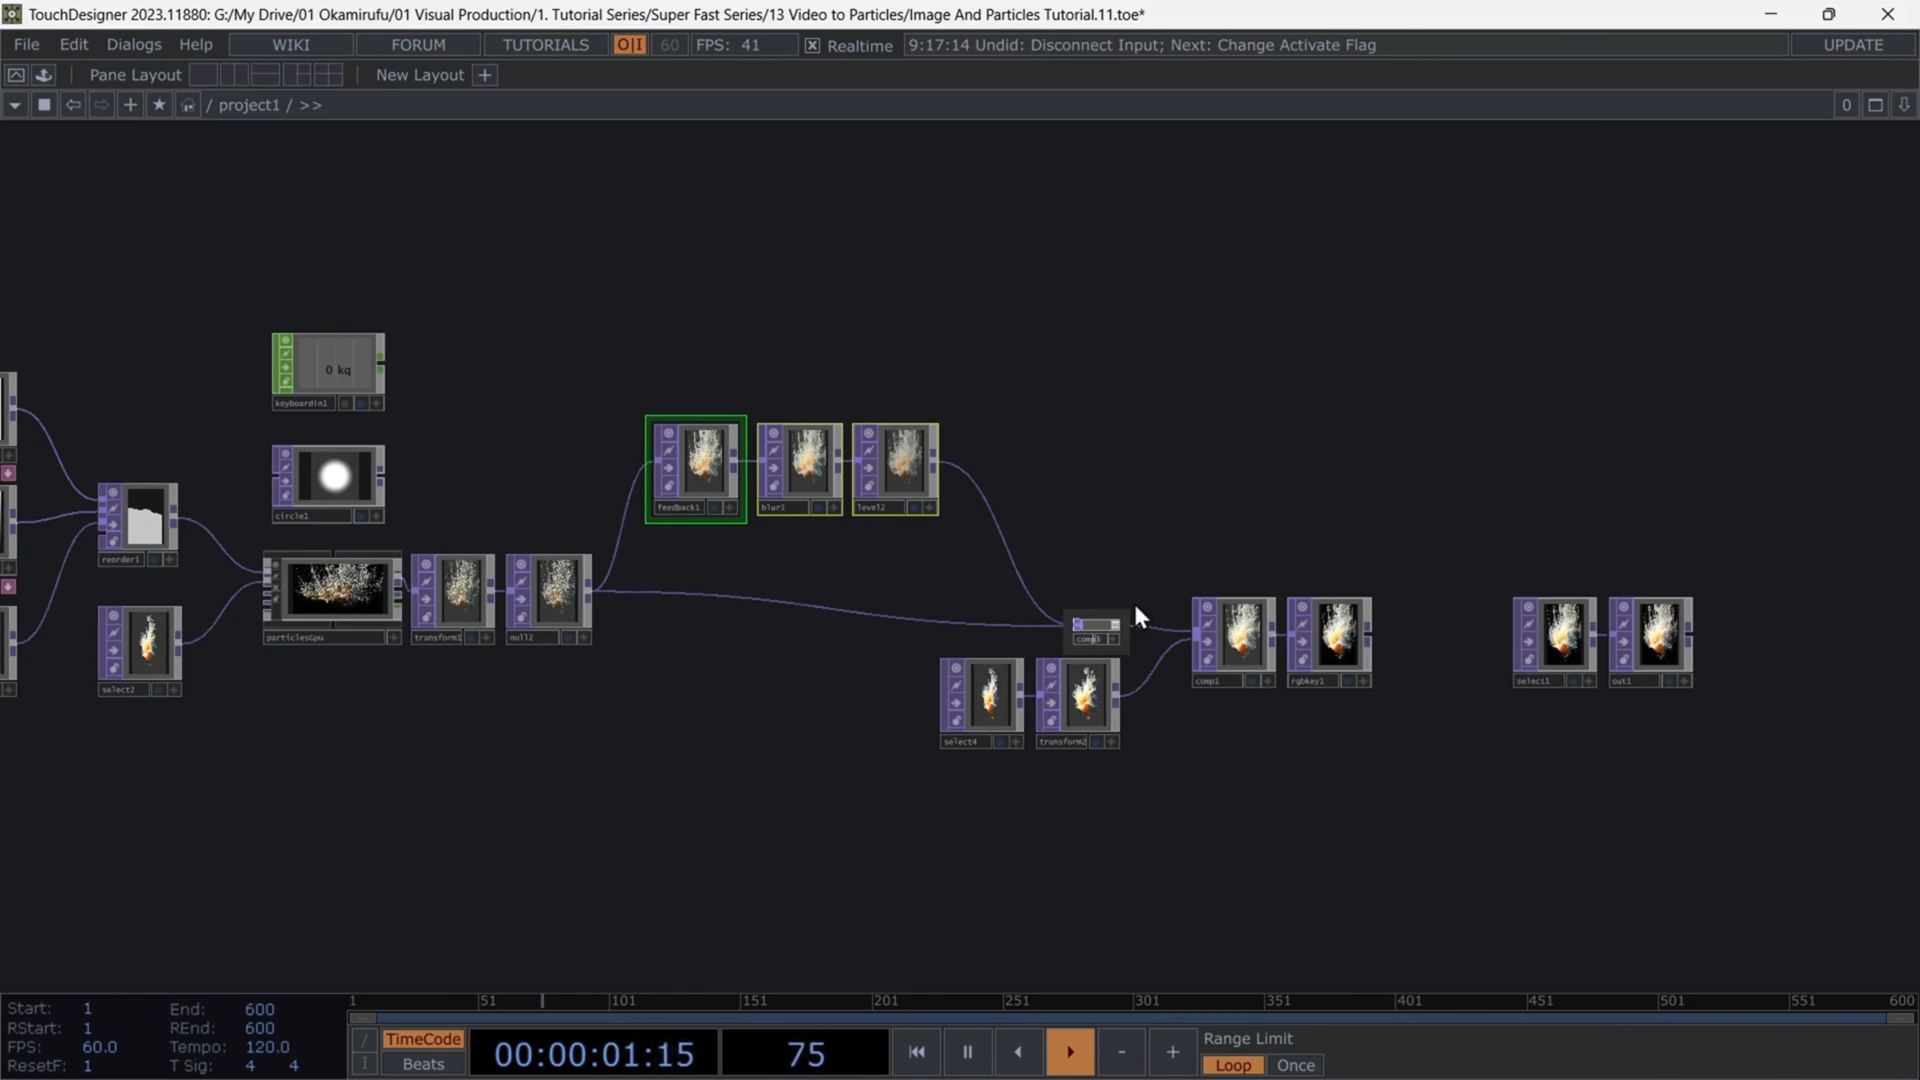 TouchDesigner 2023.11880: G:/My Drive/01 Okamirufu/01 Visual Production/1. Tutorial Series/Super Fast Series/13 Video to Particles/Image And Particles Tutorial.11.toe*
File Edit Dialogs Help WIKI FORUM TUTORIALS O|I 60 FPS: 41 Realtime 9:17:14 Undid: Disconnect Input; Next: Change Activate Flag UPDATE
Pane Layout New Layout +
/ project1 / >> 0
0 kq
keyboardin1
circle1
feedback1 blur1 level2
reorder1
particlesGpu transform1 null2 comp3
select2
comp1 rgbkey1 select1 out1
select4 transform2
1 51 101 151 201 251 301 351 401 451 501 551 600
Start: 1 End: 600
RStart: 1 REnd: 600
FPS: 60.0 Tempo: 120.0
ResetF: 1 T Sig: 4 4
TimeCode
Beats
00:00:01:15 75
- +
Range Limit
Loop Once